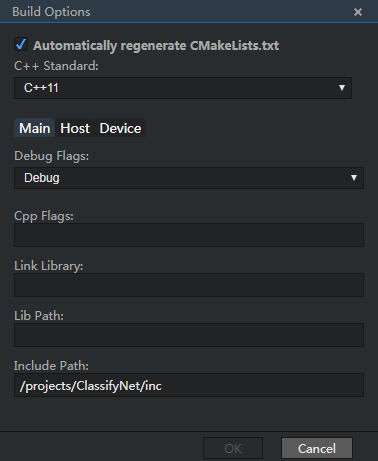 Build Options
Automatically regenerate CMakeLists.txt
C++ Standard:
C++11
Main Host Device
Debug Flags:
Debug
Cpp Flags:
Link Library:
Lib Path:
Include Path:
/projects/ClassifyNet/inc
OK Cancel